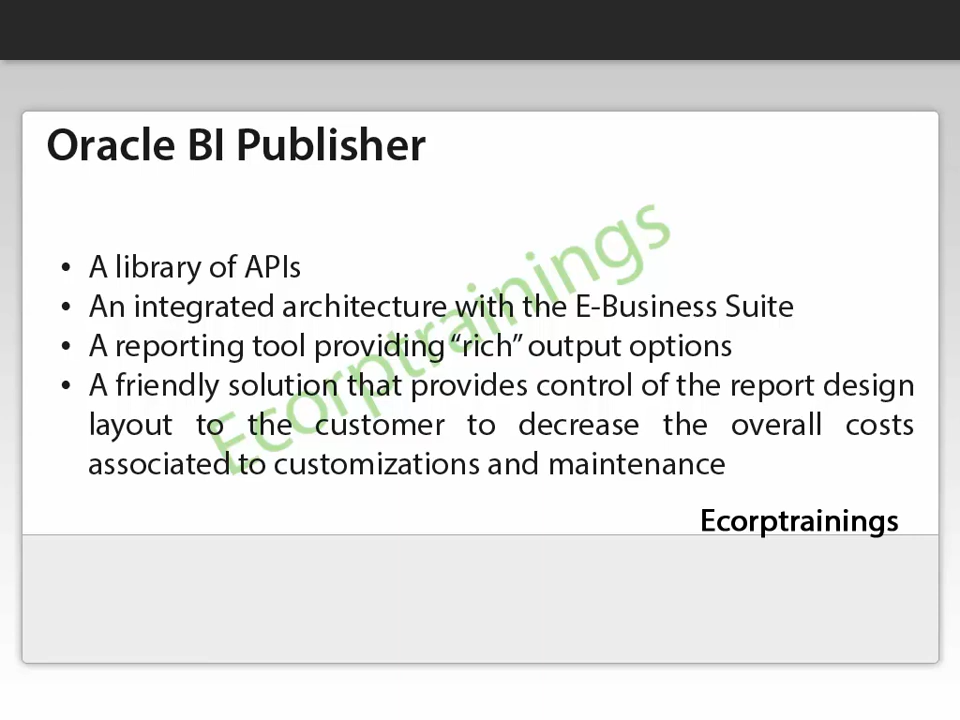 Oracle BI Publisher
• A library of APIs
• An integrated architecture with the E-Business Suite
• A reporting tool providing “rich” output options
• A friendly solution that provides control of the report design
layout to the customer to decrease the overall costs
associated to customizations and maintenance
Ecorptrainings
Ecorptrainings